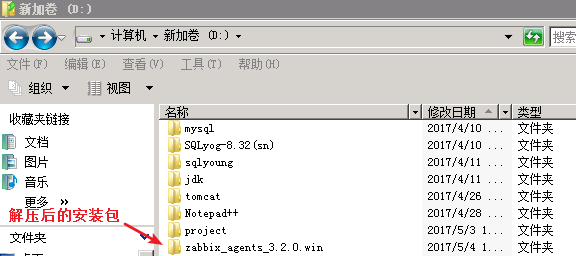 新加卷 (D:)
计算机 新加卷 (D:) 搜索
文件(F) 编辑(E) 查看(V) 工具(T) 帮助(H)
组织 视图
收藏夹链接
文档
图片
音乐
更多 »
文件夹
解压后的安装包
名称 修改日期 类型
mysql 2017/4/10 ... 文件夹
SQLyog-8.32(sn) 2017/4/10 ... 文件夹
sqlyoung 2017/4/11 ... 文件夹
jdk 2017/4/11 ... 文件夹
tomcat 2017/4/26 ... 文件夹
Notepad++ 2017/4/28 ... 文件夹
project 2017/5/3 1... 文件夹
zabbix_agents_3.2.0.win 2017/5/4 1... 文件夹